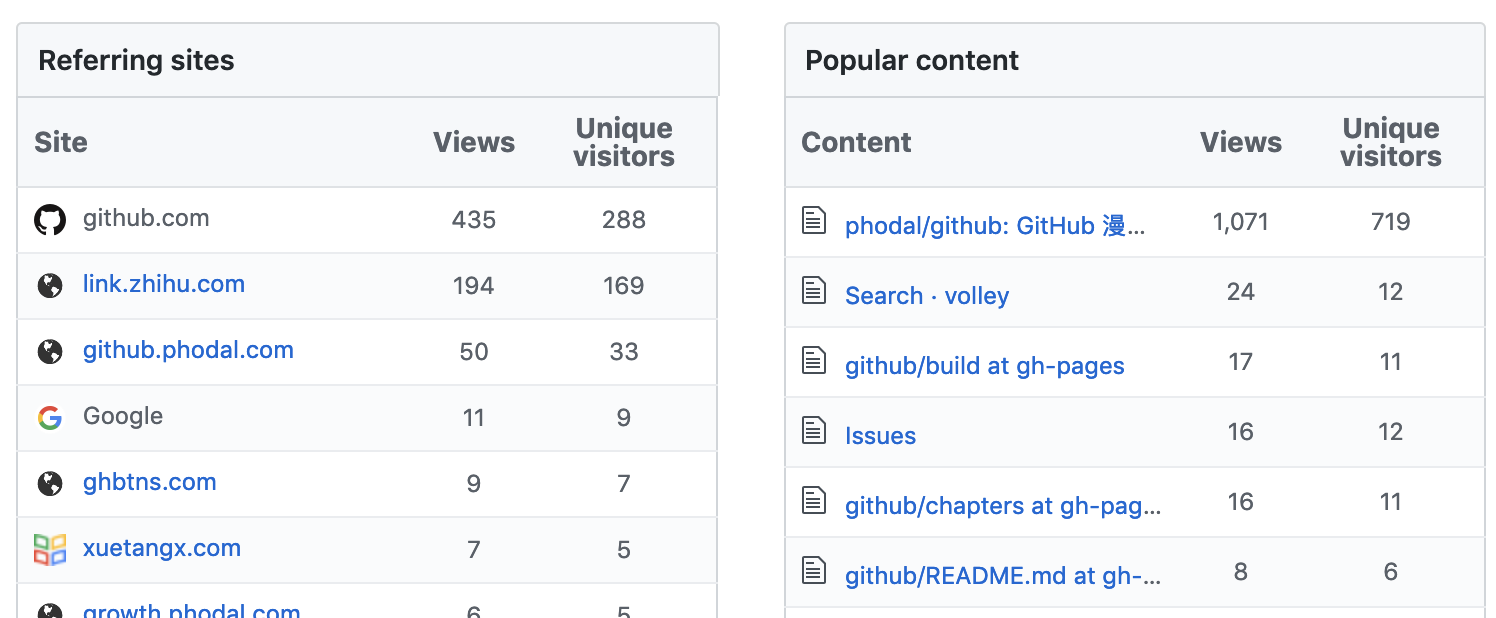 Referring sites
Site Views Unique visitors
github.com 435 288
link.zhihu.com 194 169
github.phodal.com 50 33
Google 11 9
ghbtns.com 9 7
xuetangx.com 7 5
growth.phodal.com 6 5
Popular content
Content Views Unique visitors
phodal/github: GitHub 漫... 1,071 719
Search · volley 24 12
github/build at gh-pages 17 11
Issues 16 12
github/chapters at gh-pag... 16 11
github/README.md at gh-... 8 6